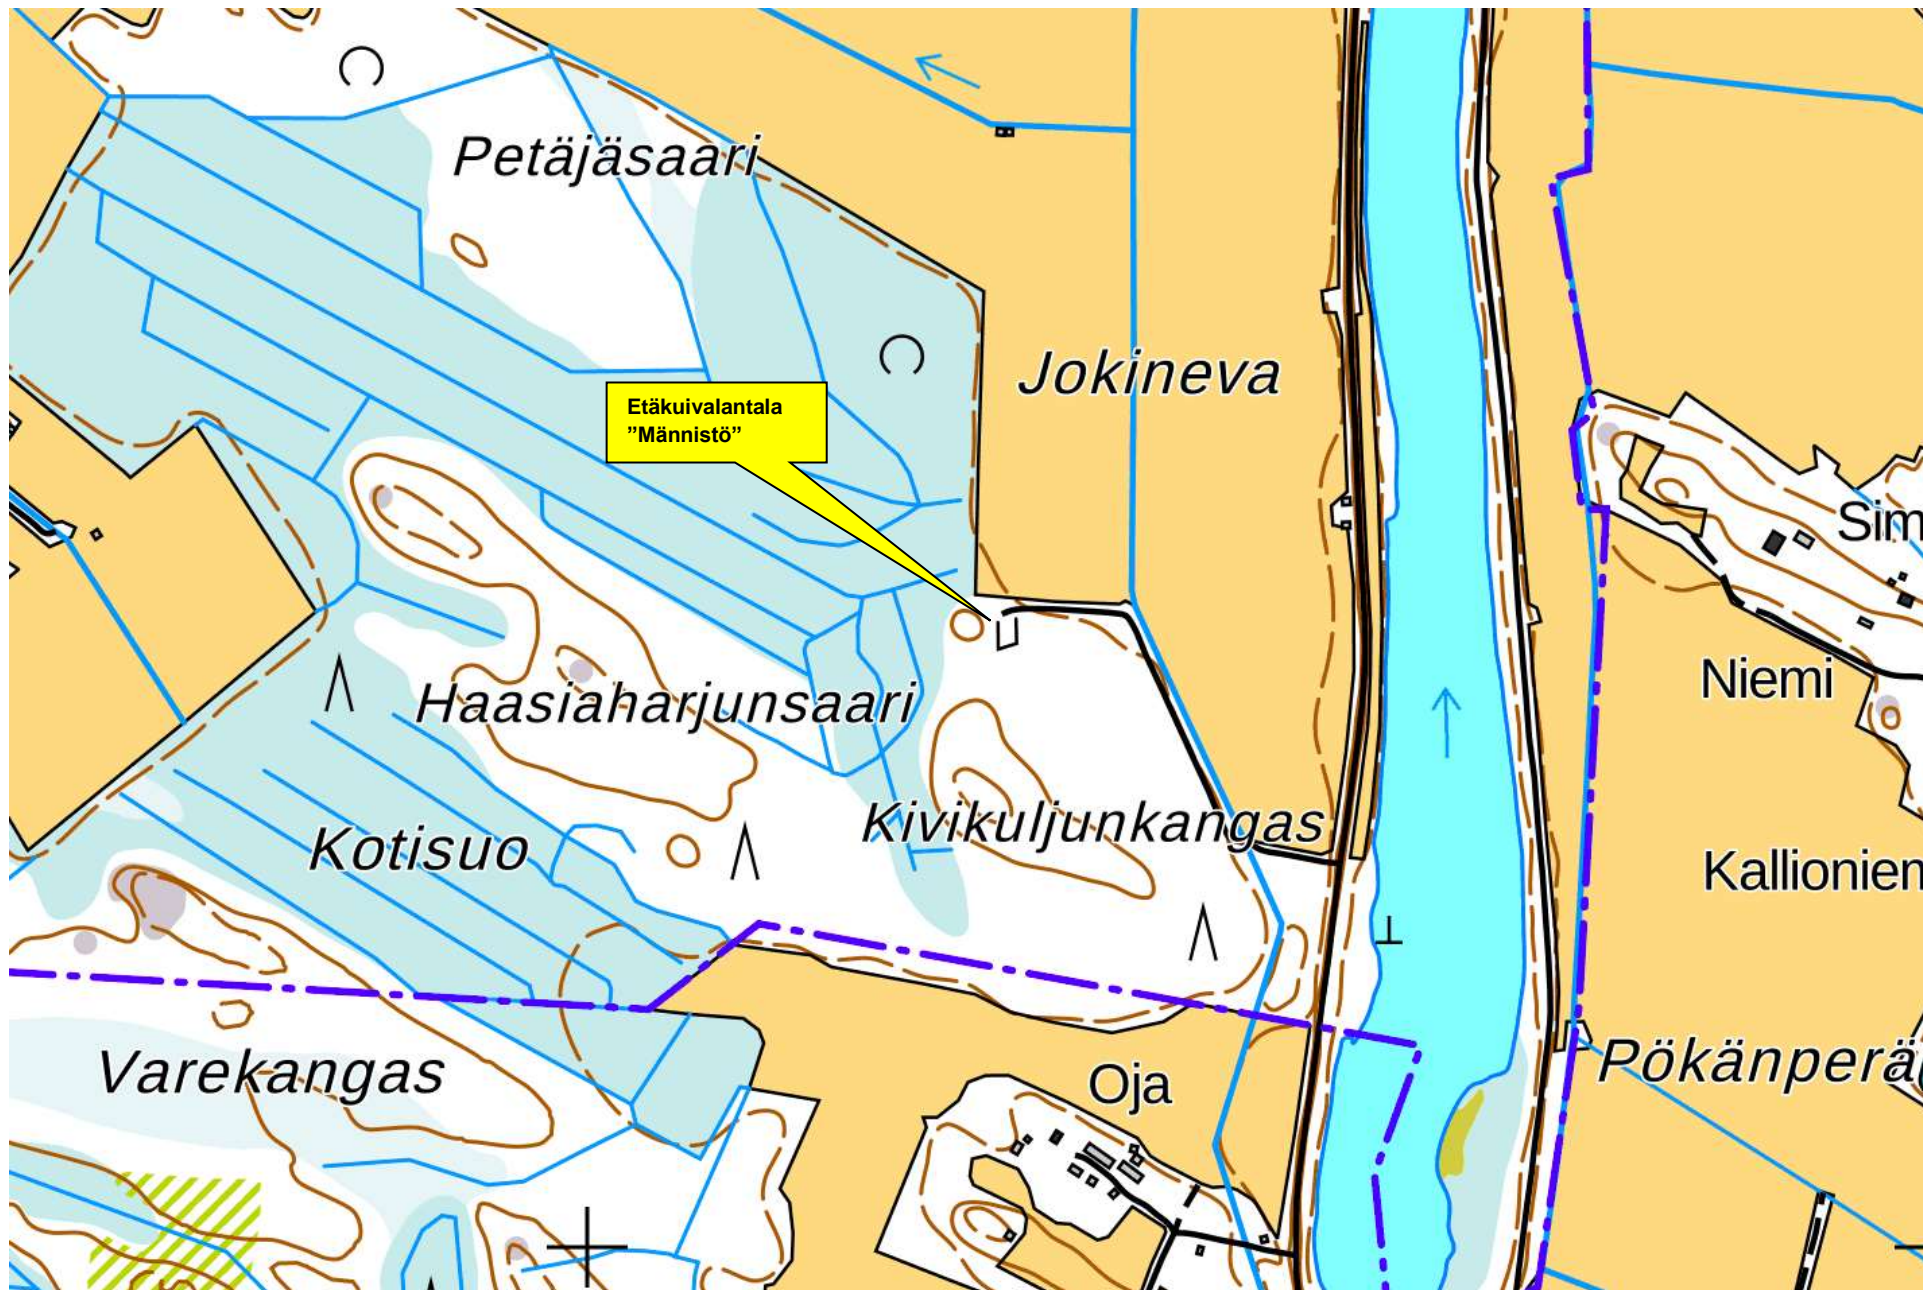 Petäjäsaari
Jokineva
Etäkuivalantala
”Männistö”
Niemi
Haasiaharjunsaari
Kivikuljunkangas
Kotisuo
Varekangas
Oja
Pökänperä